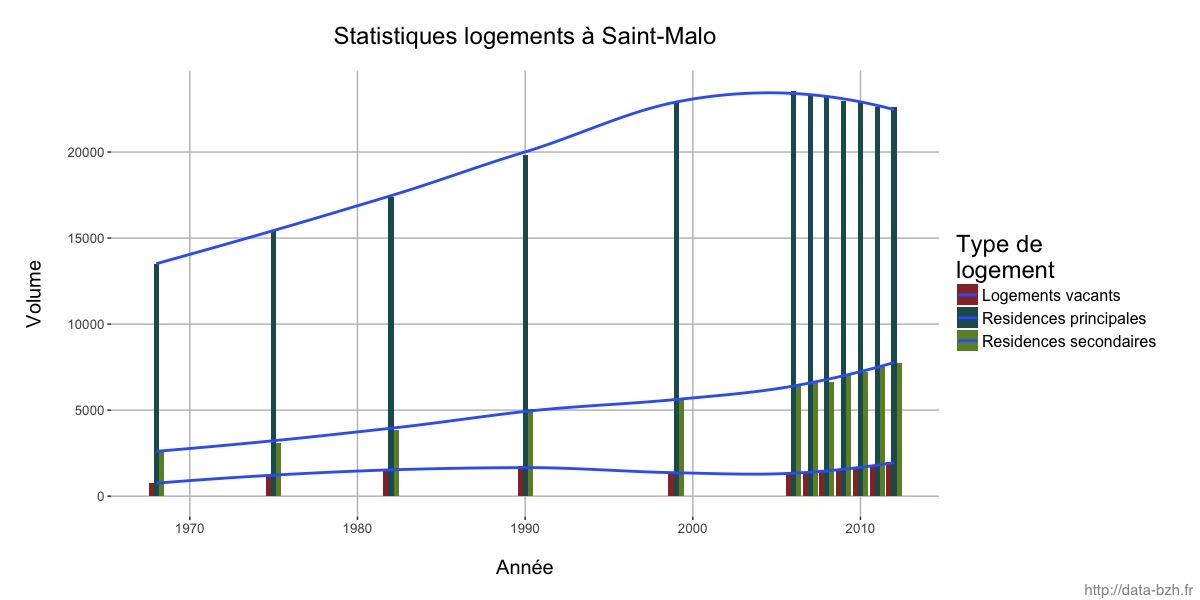 Statistiques logements à Saint-Malo
Volume
20000
15000
10000
5000
0
1970 1980 1990 2000 2010
Année
Type de
logement
Logements vacants
Residences principales
Residences secondaires
http://data-bzh.fr